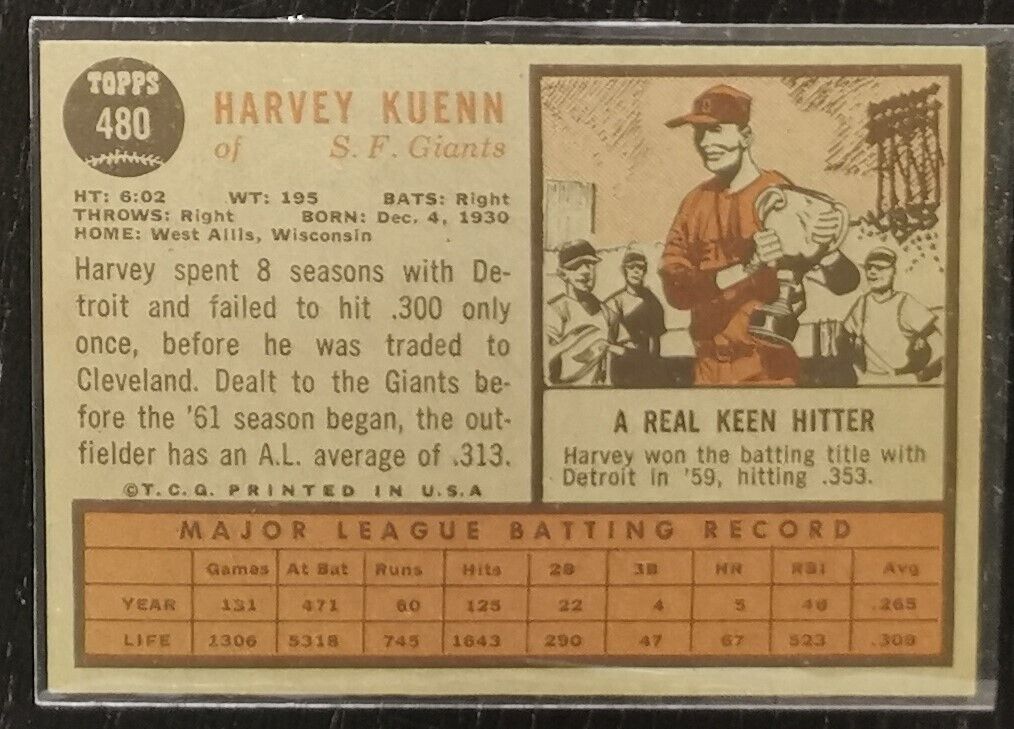 TOPPS
480
HARVEY KUENN
of S. F. Giants
HT: 6:02 WT: 195 BATS: Right
THROWS: Right BORN: Dec. 4, 1930
HOME: West Allis, Wisconsin
Harvey spent 8 seasons with De-
troit and failed to hit .300 only
once, before he was traded to
Cleveland. Dealt to the Giants be-
fore the '61 season began, the out-
fielder has an A.L. average of .313.
©T.C.G. PRINTED IN U.S.A
A REAL KEEN HITTER
Harvey won the batting title with
Detroit in '59, hitting .353.
MAJOR LEAGUE BATTING RECORD
Games At Bat Runs Hits 2B 3B HR RBI Avg
YEAR 131 471 60 125 22 4 5 46 .265
LIFE 1306 5318 745 1643 290 47 67 523 .309